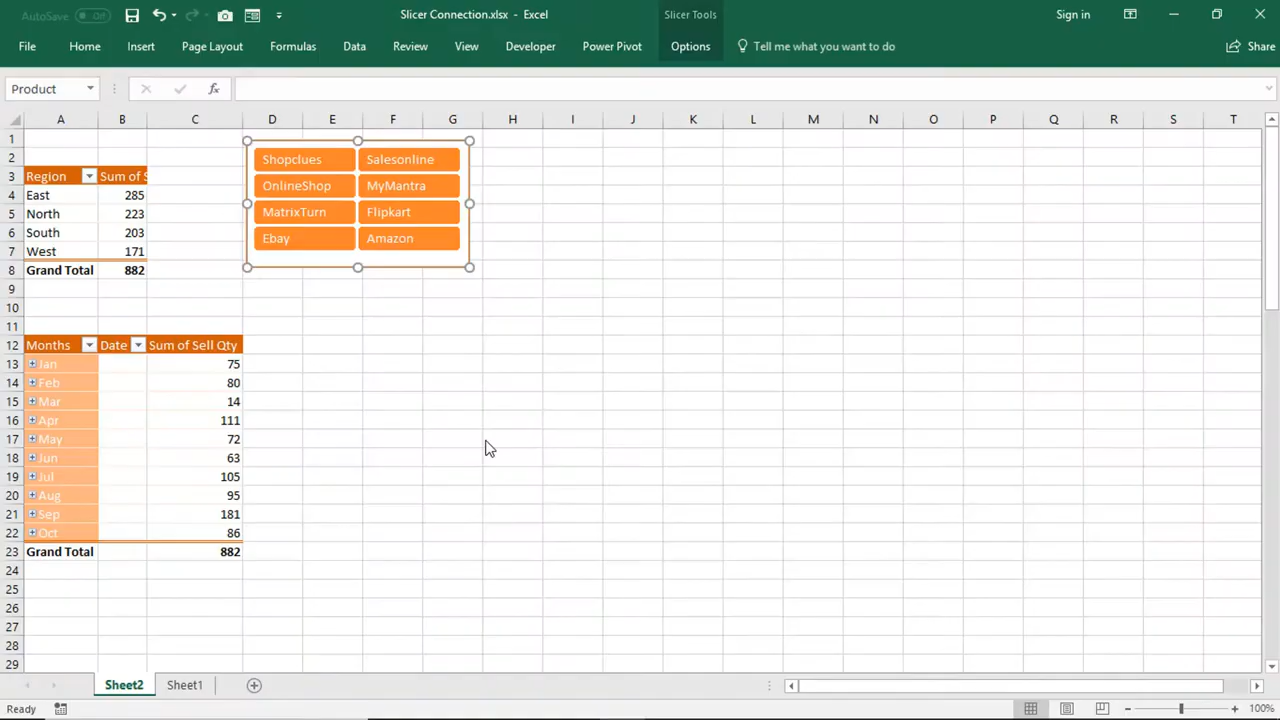 AutoSave Off Slicer Connection.xlsx - Excel Slicer Tools Sign in
File Home Insert Page Layout Formulas Data Review View Developer Power Pivot Options Tell me what you want to do Share
Product fx
A B C D E F G H I J K L M N O P Q R S T
1
2 Shopclues Salesonline
3 Region Sum of S
4 East 285 OnlineShop MyMantra
5 North 223 MatrixTurn Flipkart
6 South 203 Ebay Amazon
7 West 171
8 Grand Total 882
9
10
11
12 Months Date Sum of Sell Qty
13 Jan 75
14 Feb 80
15 Mar 14
16 Apr 111
17 May 72
18 Jun 63
19 Jul 105
20 Aug 95
21 Sep 181
22 Oct 86
23 Grand Total 882
24
25
26
27
28
29
Sheet2 Sheet1
Ready 100%